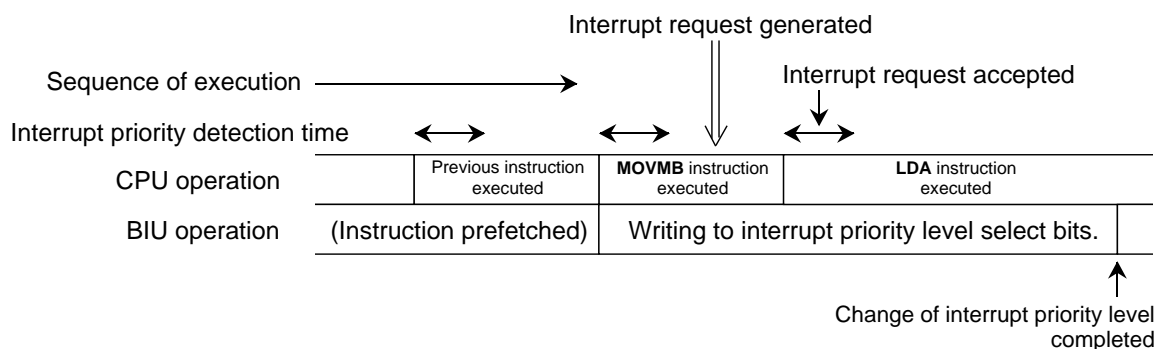 Interrupt request generated
Sequence of execution
Interrupt request accepted
Interrupt priority detection time
CPU operation
Previous instruction
executed
MOVMB instruction
executed
LDA instruction
executed
BIU operation
(Instruction prefetched)
Writing to interrupt priority level select bits.
Change of interrupt priority level
completed